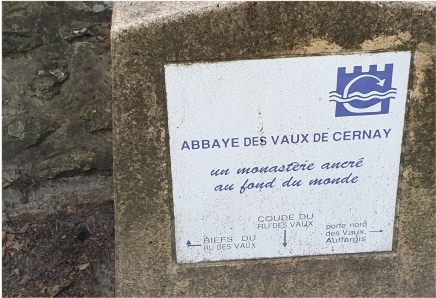 ABBAYE DES VAUX DE CERNAY
un monastère ancré
au fond du monde
COUDE DU
RU DES VAUX
BIEFS DU
RU DES VAUX
porte nord
des Vaux,
Auffargis